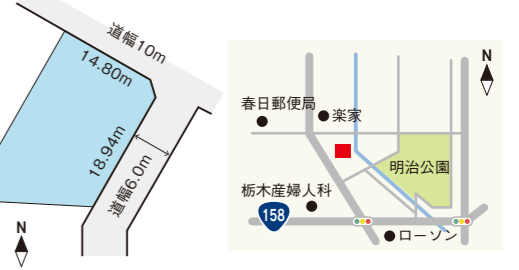 道幅10m
14.80m
18.94m
道幅6.0m
N
N
春日郵便局
楽家
明治公園
栃木産婦人科
158
ローソン